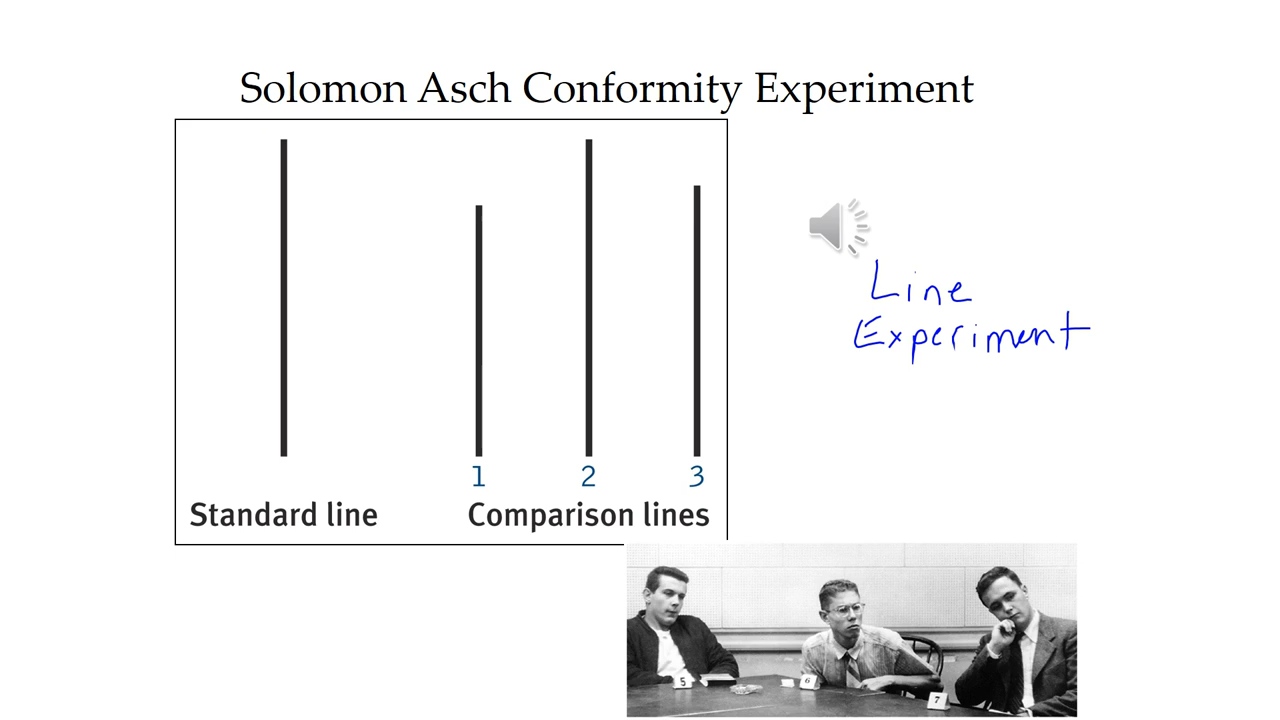 Solomon Asch Conformity Experiment
Line
Experiment
1 2 3
Standard line Comparison lines
5 6 7